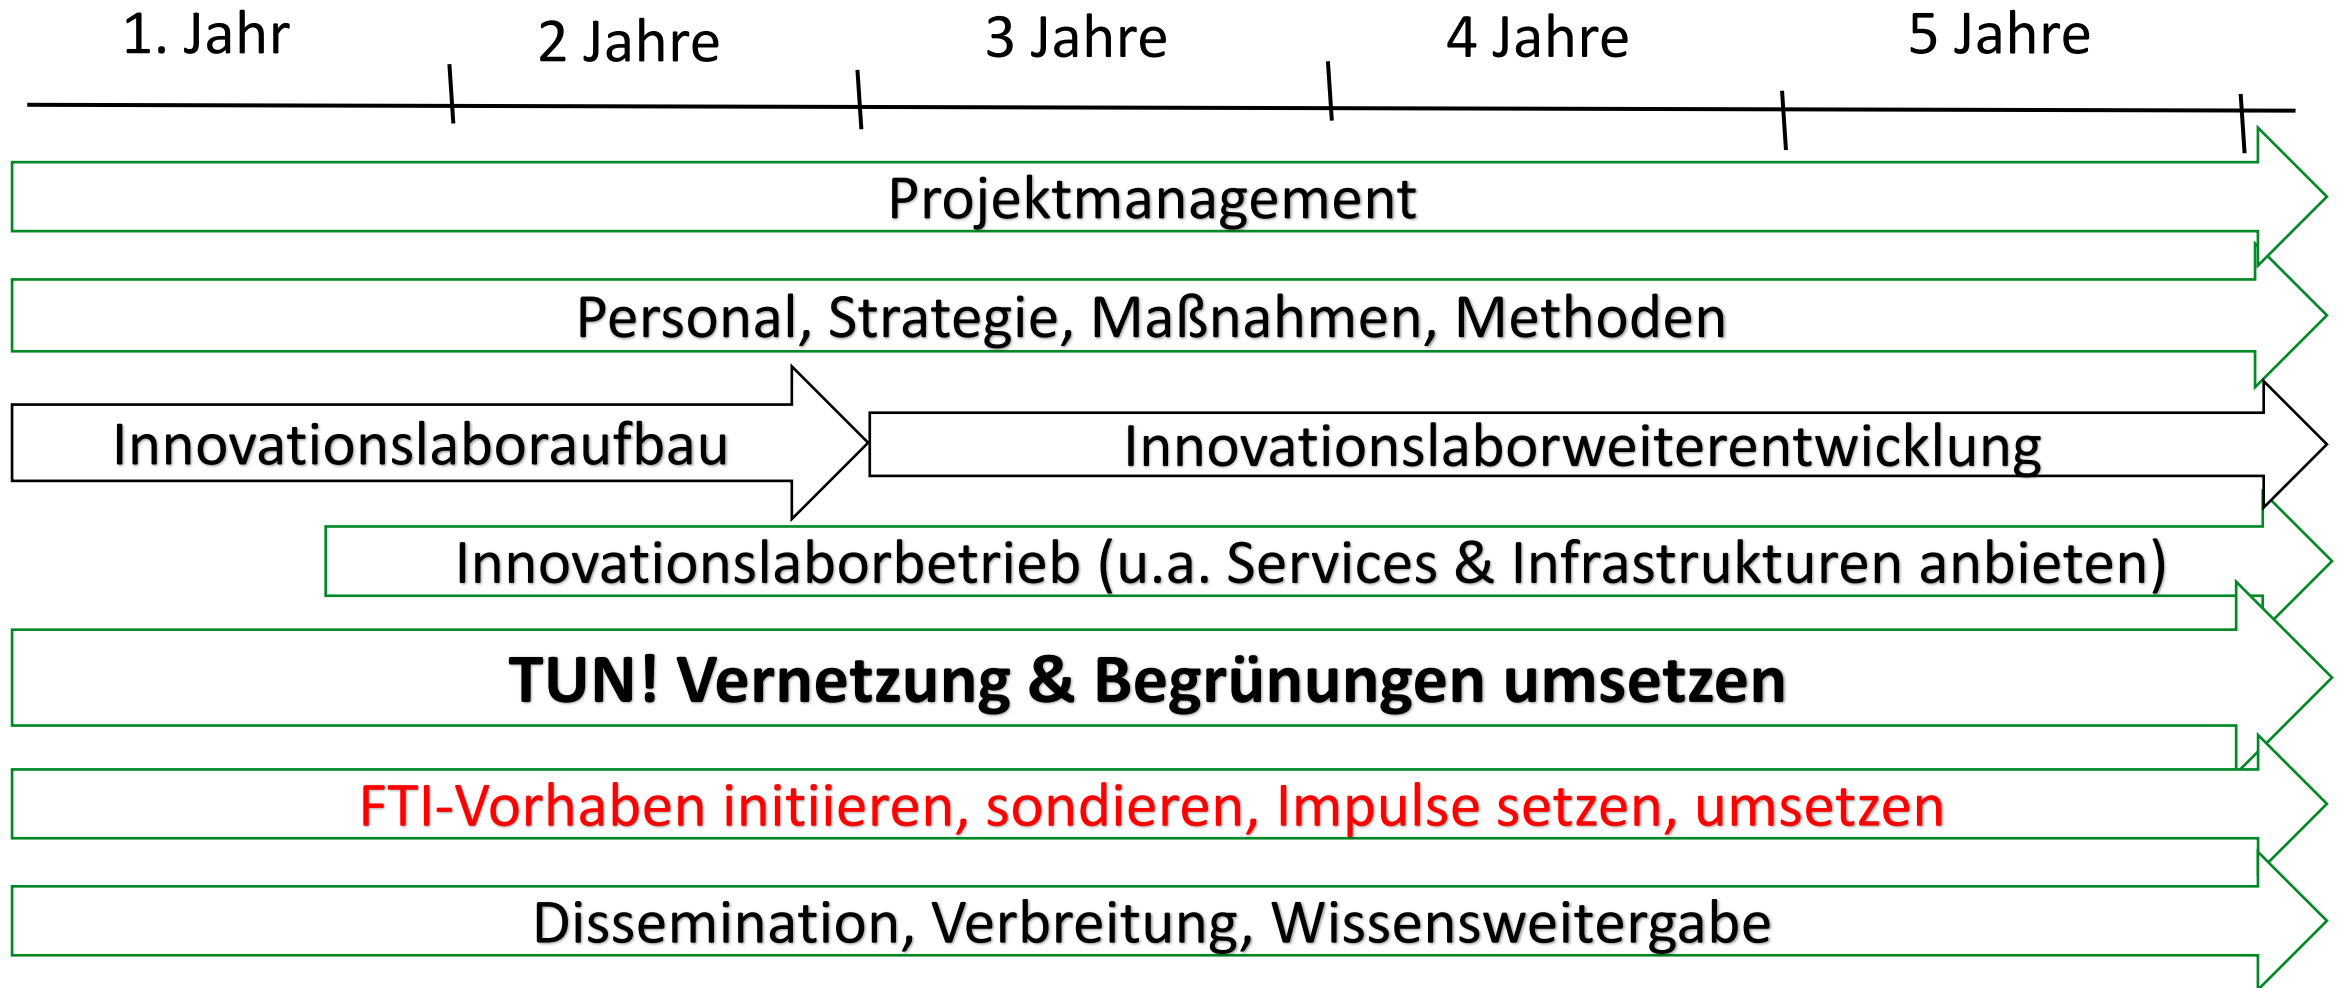 1. Jahr
2 Jahre
3 Jahre
4 Jahre
5 Jahre
Projektmanagement
Personal, Strategie, Maßnahmen, Methoden
Innovationslaboraufbau
Innovationslaborweiterentwicklung
Innovationslaborbetrieb (u.a. Services & Infrastrukturen anbieten)
TUN! Vernetzung & Begrünungen umsetzen
FTI-Vorhaben initiieren, sondieren, Impulse setzen, umsetzen
Dissemination, Verbreitung, Wissensweitergabe